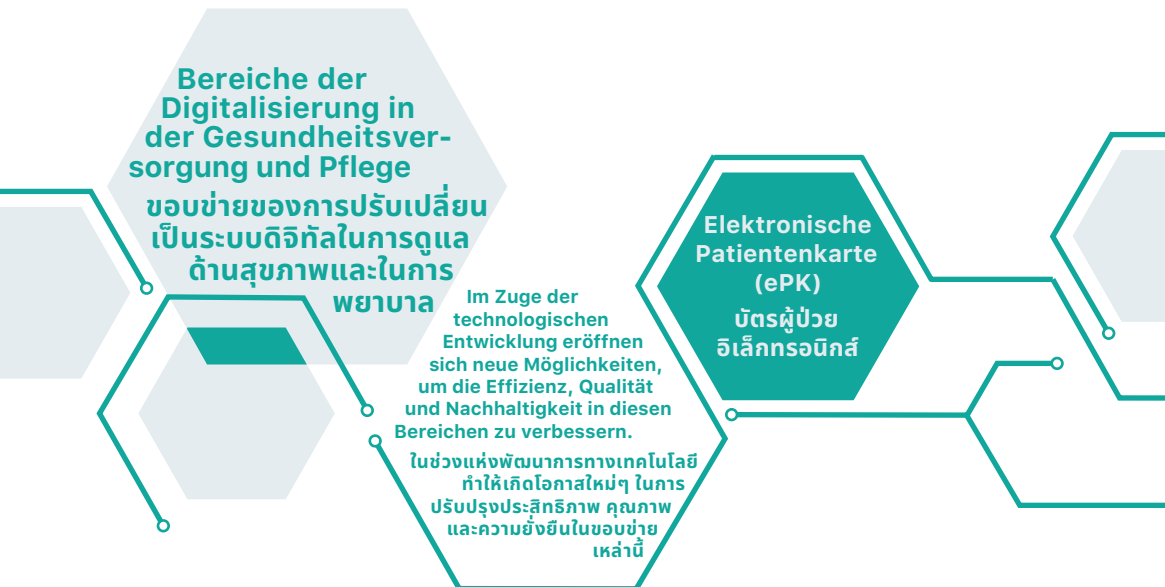 Bereiche der
Digitalisierung in
der Gesundheitsver-
sorgung und Pflege
ขอบข่ายของการปรับเปลี่ยน
เป็นระบบดิจิทัลในการดูแล
ด้านสุขภาพและในการ
พยาบาล
Im Zuge der
technologischen
Entwicklung eröffnen
sich neue Möglichkeiten,
um die Effizienz, Qualität
und Nachhaltigkeit in diesen
Bereichen zu verbessern.
ในช่วงแห่งพัฒนาการทางเทคโนโลยี
ทำให้เกิดโอกาสใหม่ๆ ในการ
ปรับปรุงประสิทธิภาพ คุณภาพ
และความยั่งยืนในขอบข่าย
เหล่านี้
Elektronische
Patientenkarte
(ePK)
บัตรผู้ป่วย
อิเล็กทรอนิกส์